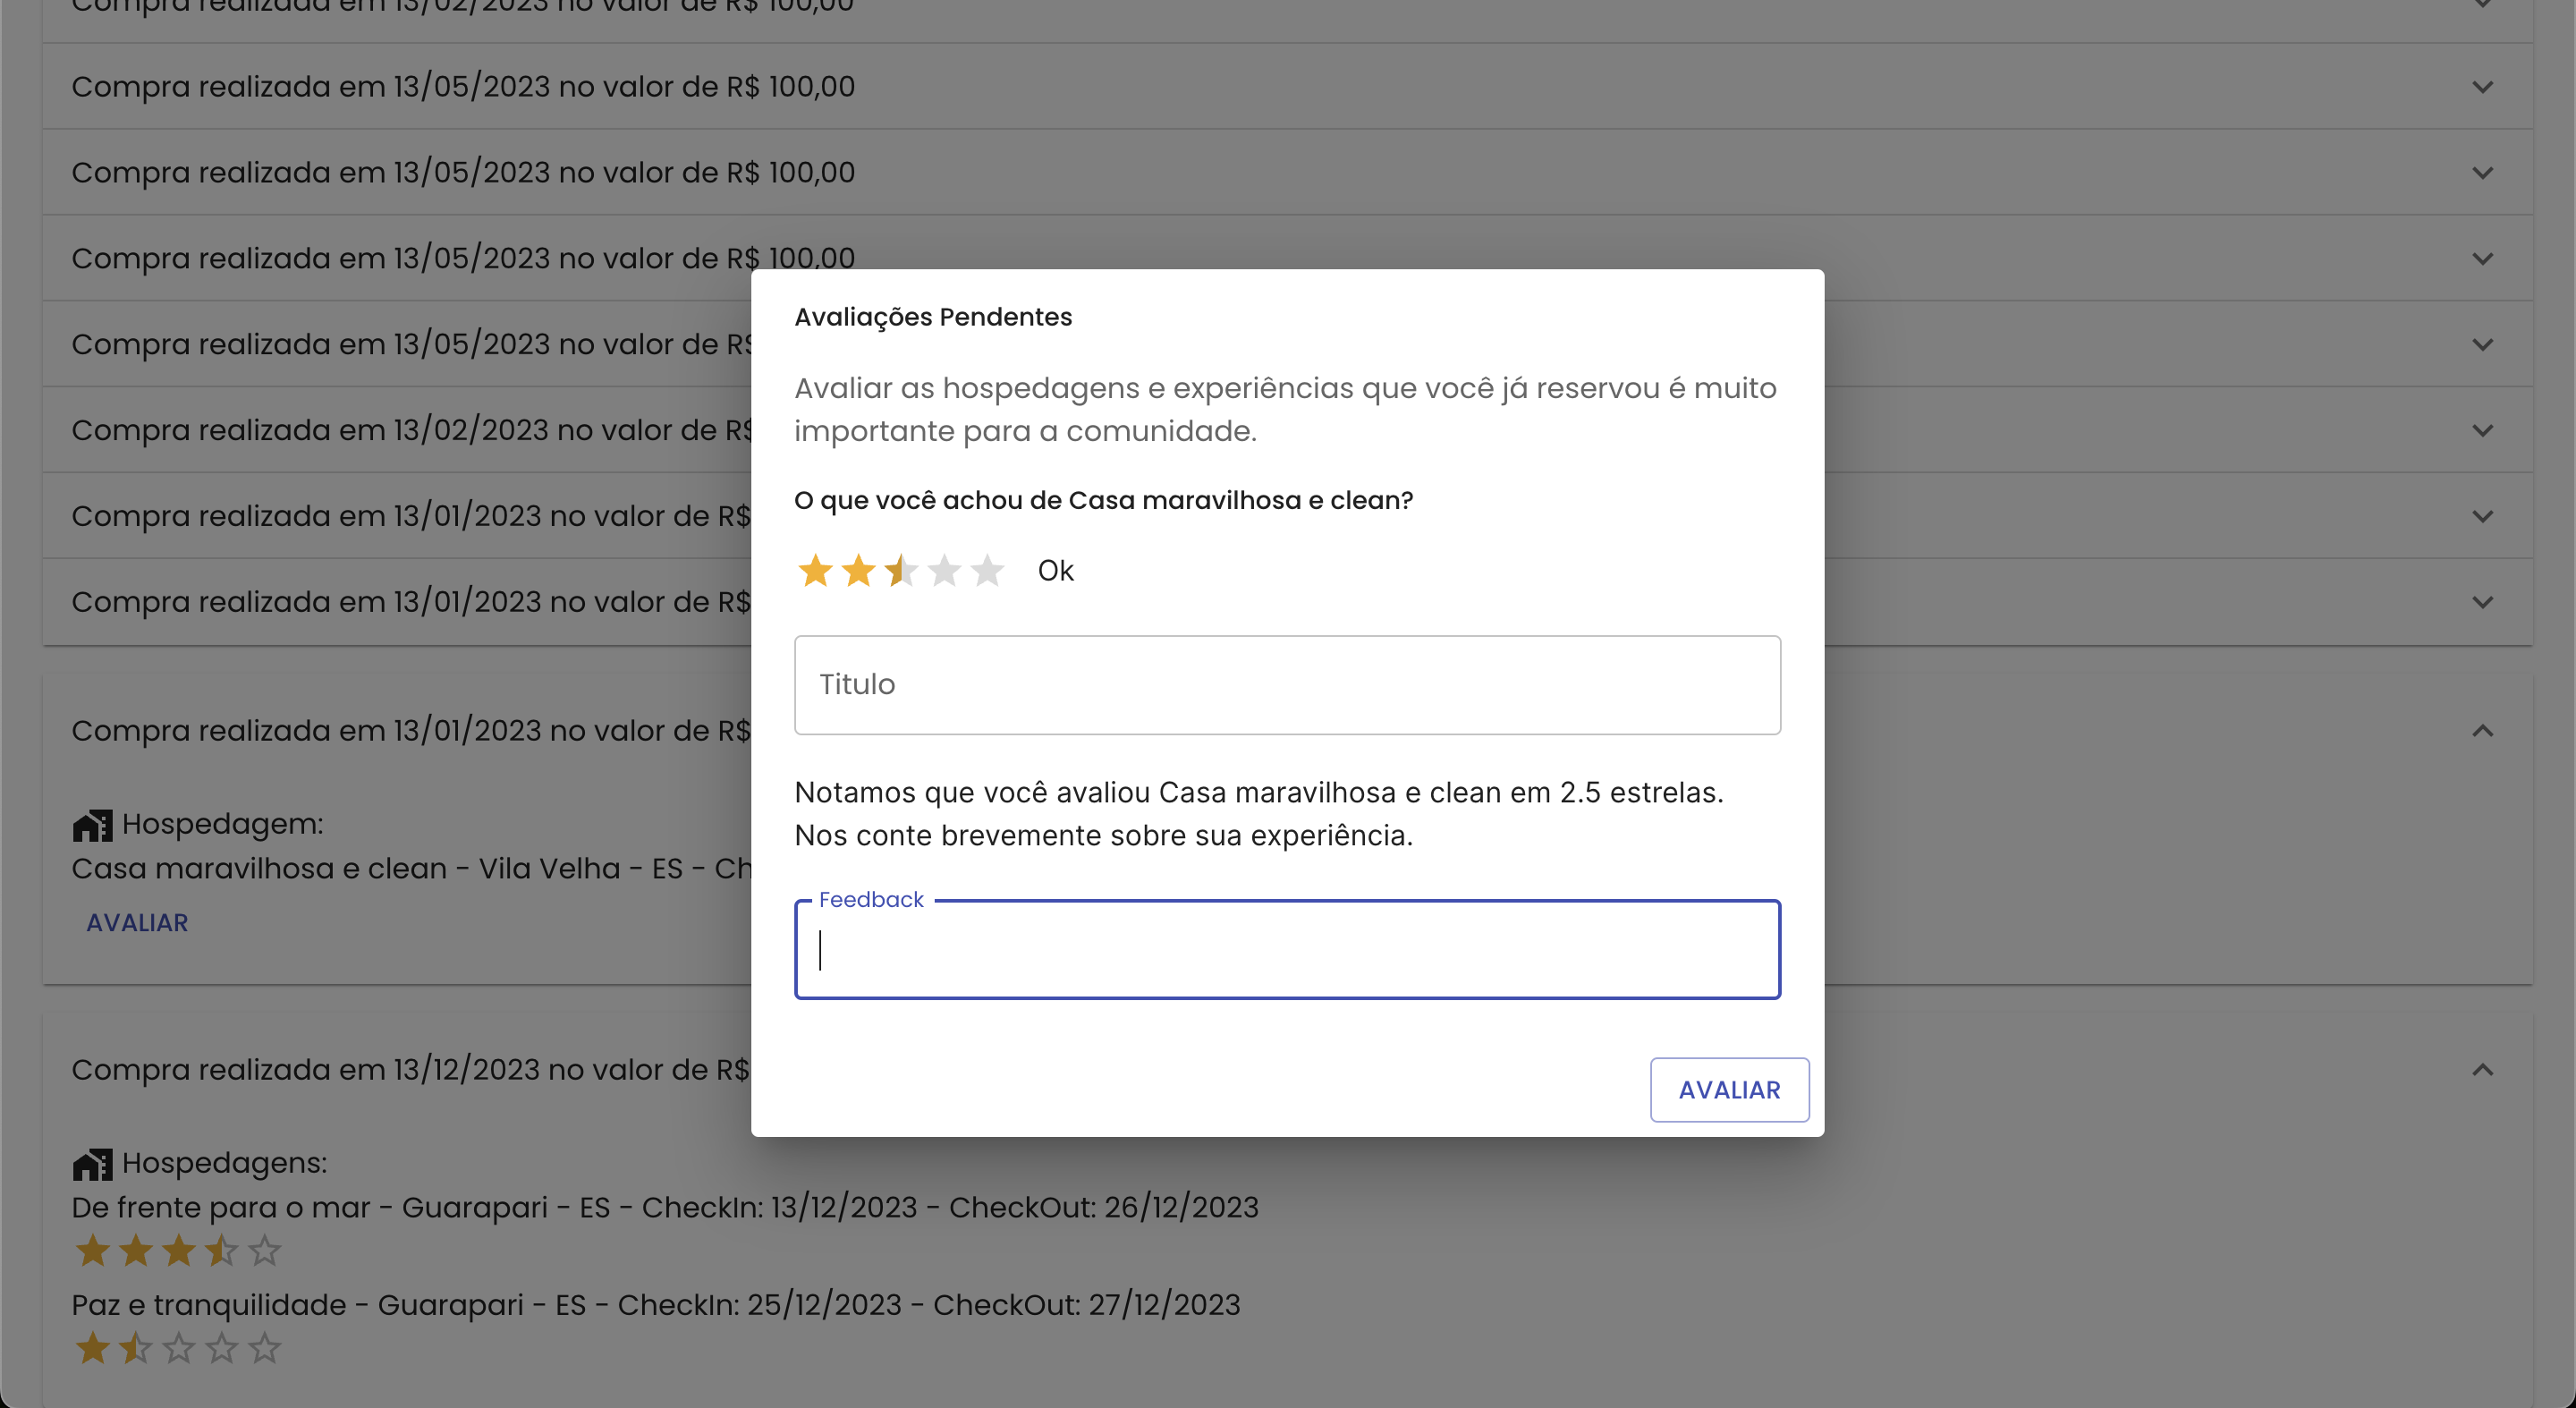 Compra realizada em 13/02/2023 no valor de R$ 100,00
Compra realizada em 13/05/2023 no valor de R$ 100,00
Compra realizada em 13/05/2023 no valor de R$ 100,00
Compra realizada em 13/05/2023 no valor de R$ 100,00
Compra realizada em 13/05/2023 no valor de R$
Compra realizada em 13/02/2023 no valor de R$
Compra realizada em 13/01/2023 no valor de R$
Compra realizada em 13/01/2023 no valor de R$
Compra realizada em 13/01/2023 no valor de R$
Hospedagem:
Casa maravilhosa e clean - Vila Velha - ES - Ch
AVALIAR
Compra realizada em 13/12/2023 no valor de R$
Hospedagens:
De frente para o mar - Guarapari - ES - CheckIn: 13/12/2023 - CheckOut: 26/12/2023
Paz e tranquilidade - Guarapari - ES - CheckIn: 25/12/2023 - CheckOut: 27/12/2023
Avaliações Pendentes
Avaliar as hospedagens e experiências que você já reservou é muito
importante para a comunidade.
O que você achou de Casa maravilhosa e clean?
Ok
Titulo
Notamos que você avaliou Casa maravilhosa e clean em 2.5 estrelas.
Nos conte brevemente sobre sua experiência.
Feedback
AVALIAR